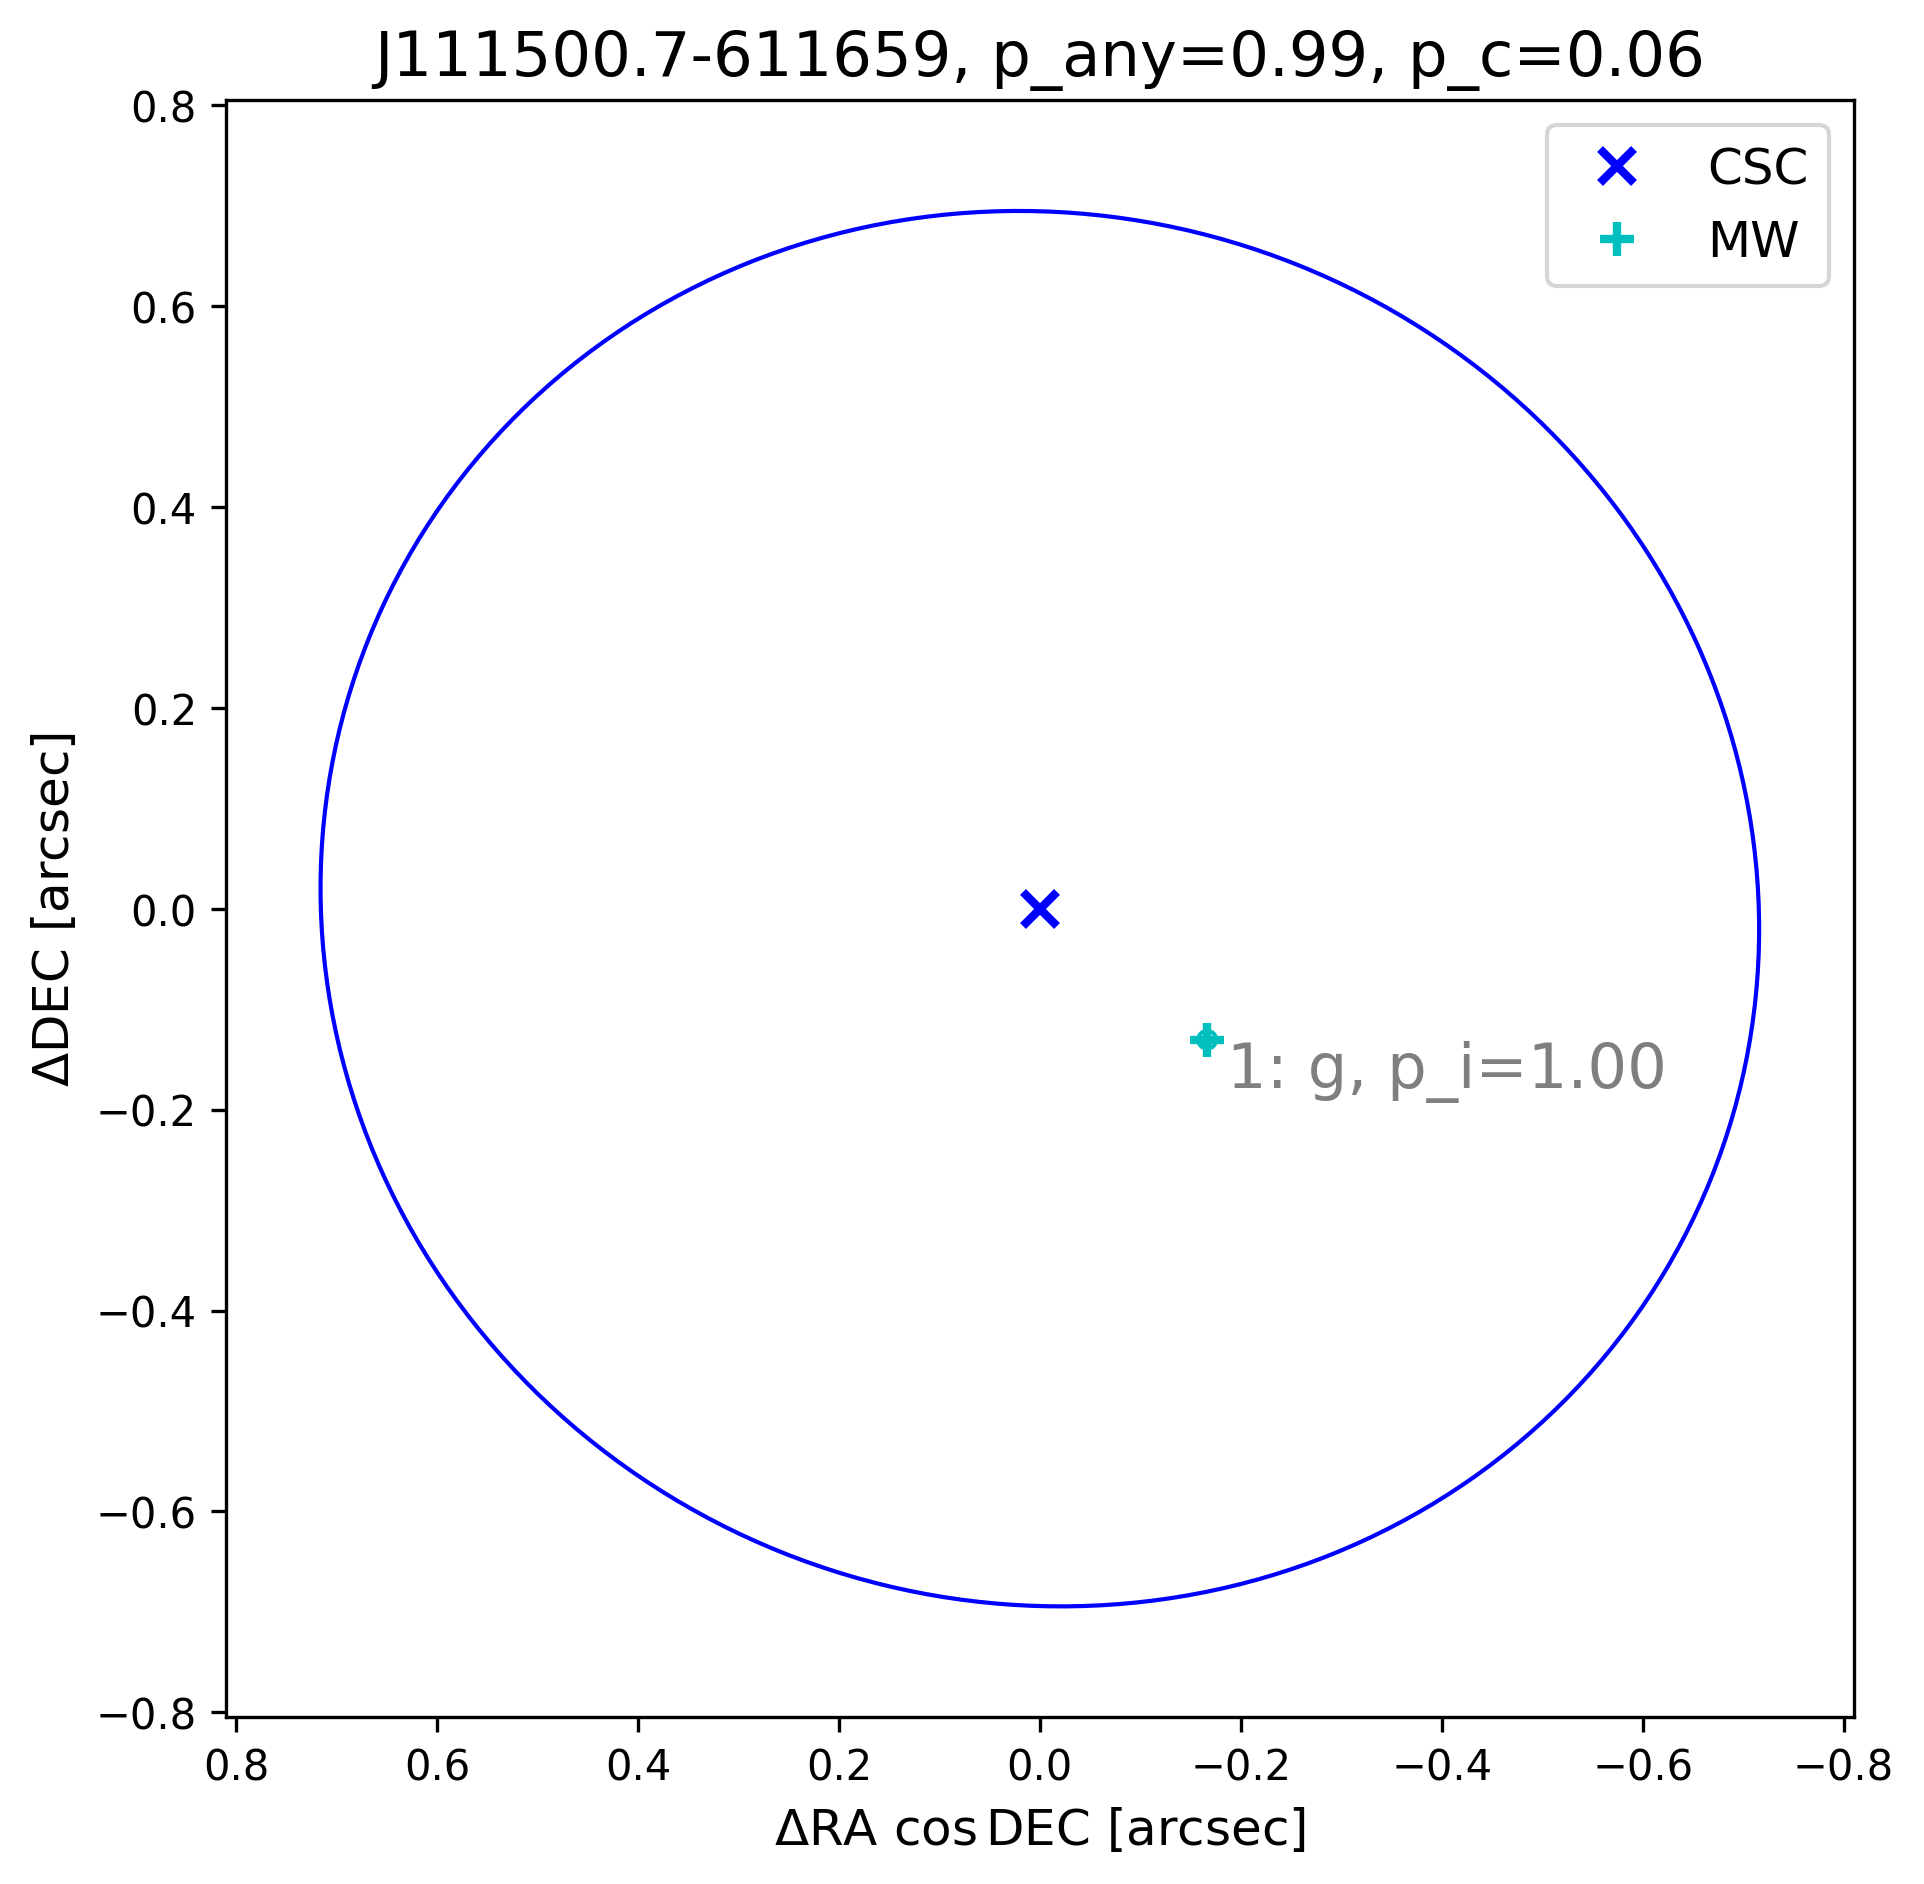 J111500.7-611659, p_any=0.99, p_c=0.06
CSC
MW
0.8
0.6
0.4
0.2
0.0
−0.2
−0.4
−0.6
−0.8
ΔDEC [arcsec]
1: g, p_i=1.00
0.8 0.6 0.4 0.2 0.0 −0.2 −0.4 −0.6 −0.8
ΔRA cos DEC [arcsec]